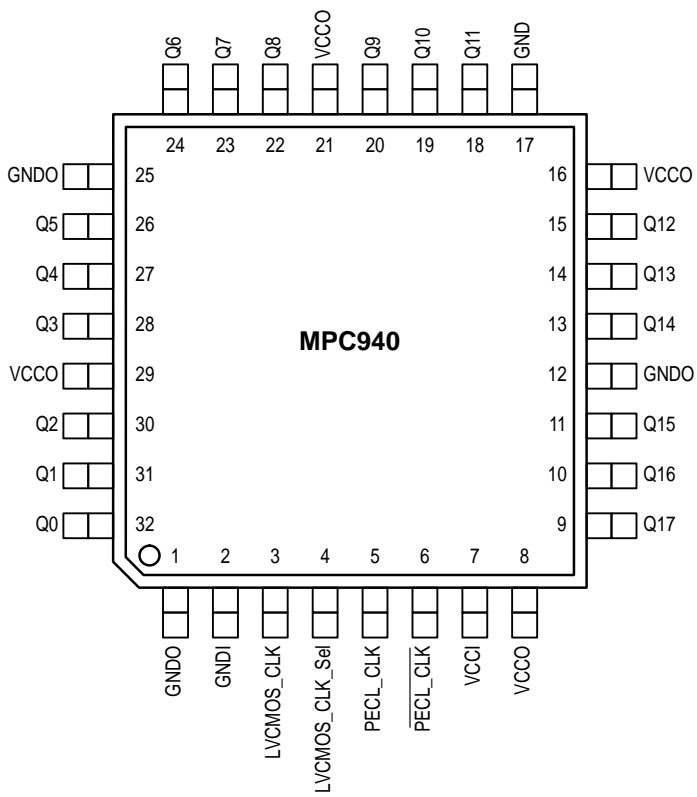 Q6 Q7 Q8 VCCO Q9 Q10 Q11 GND
24 23 22 21 20 19 18 17
GNDO 25 16 VCCO
Q5 26 15 Q12
Q4 27 14 Q13
Q3 28 13 Q14
MPC940
VCCO 29 12 GNDO
Q2 30 11 Q15
Q1 31 10 Q16
Q0 32 9 Q17
1 2 3 4 5 6 7 8
GNDO GNDI LVCMOS_CLK LVCMOS_CLK_Sel PECL_CLK PECL_CLK VCCI VCCO